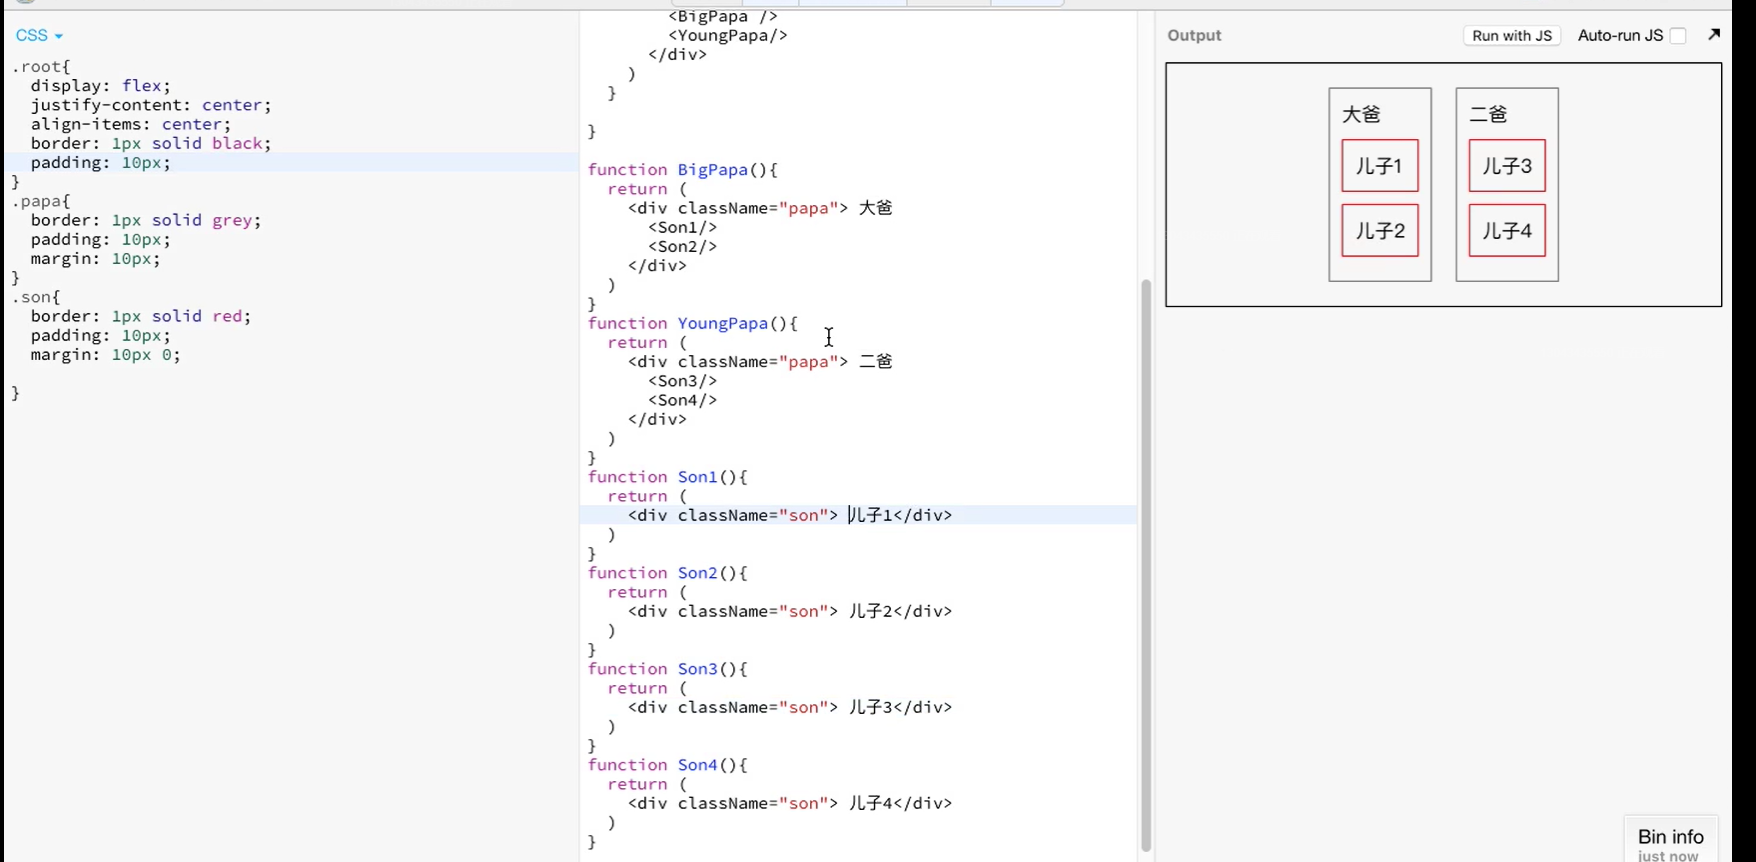 CSS
.root{
  display: flex;
  justify-content: center;
  align-items: center;
  border: 1px solid black;
  padding: 10px;
}
.papa{
  border: 1px solid grey;
  padding: 10px;
  margin: 10px;
}
.son{
  border: 1px solid red;
  padding: 10px;
  margin: 10px 0;
}
<BigPapa />
        <YoungPapa/>
      </div>
    )
  }
}
function BigPapa(){
  return (
    <div className="papa"> 大爸
      <Son1/>
      <Son2/>
    </div>
  )
}
function YoungPapa(){
  return (
    <div className="papa"> 二爸
      <Son3/>
      <Son4/>
    </div>
  )
}
function Son1(){
  return (
    <div className="son"> 儿子1</div>
  )
}
function Son2(){
  return (
    <div className="son"> 儿子2</div>
  )
}
function Son3(){
  return (
    <div className="son"> 儿子3</div>
  )
}
function Son4(){
  return (
    <div className="son"> 儿子4</div>
  )
}
Output
Run with JS
Auto-run JS
大爸
儿子1
儿子2
二爸
儿子3
儿子4
Bin info
just now